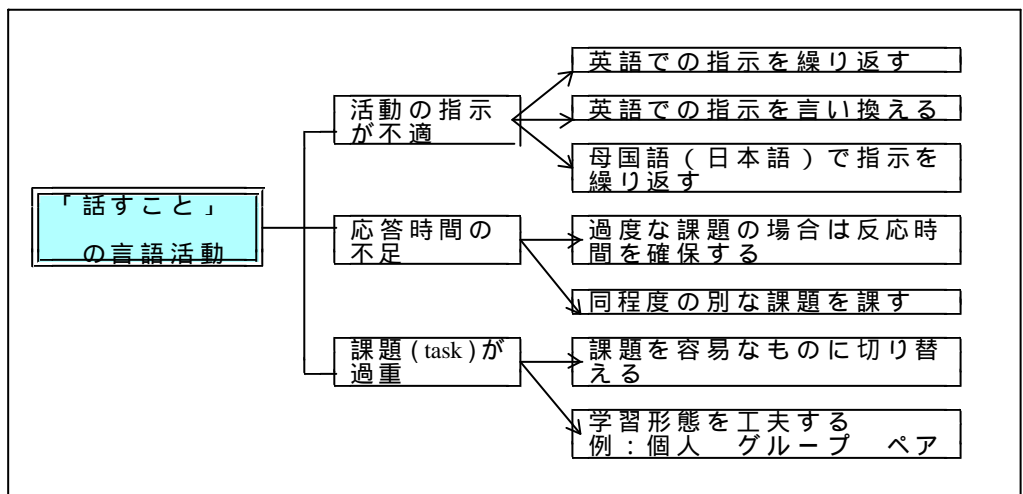 「話すこと」
の言語活動
活動の指示
が不適
英語での指示を繰り返す
英語での指示を言い換える
母国語（日本語）で指示を
繰り返す
応答時間の
不足
過度な課題の場合は反応時
間を確保する
同程度の別な課題を課す
課題(task)が
過重
課題を容易なものに切り替
える
学習形態を工夫する
例：個人　グループ　ペア